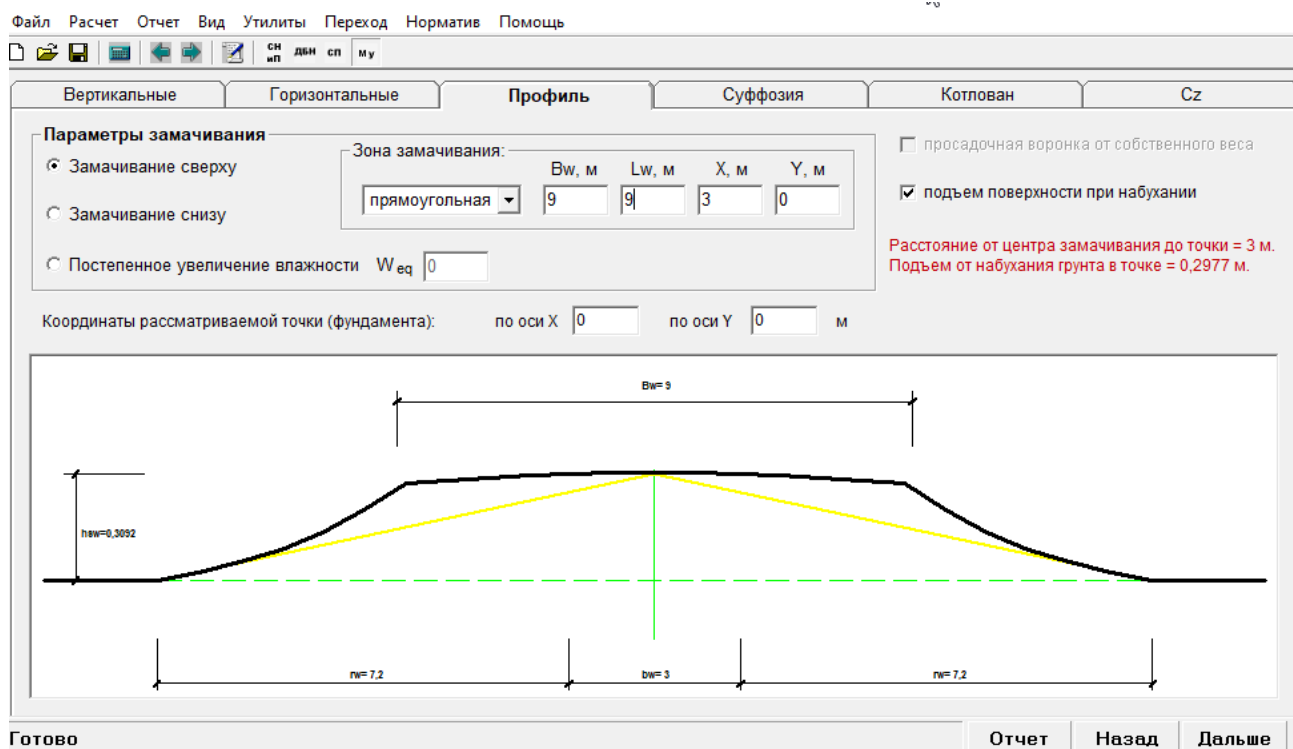 Файл Расчет Отчет Вид Утилиты Переход Норматив Помощь
СН иП ДБН СП Му
Вертикальные Горизонтальные Профиль Суффозия Котлован Cz
Параметры замачивания
Замачивание сверху
Замачивание снизу
Постепенное увеличение влажности W eq 0
Зона замачивания:
Bw, м Lw, м X, м Y, м
прямоугольная 9 9 3 0
просадочная воронка от собственного веса
подъем поверхности при набухании
Расстояние от центра замачивания до точки = 3 м.
Подъем от набухания грунта в точке = 0,2977 м.
Координаты рассматриваемой точки (фундамента): по оси X 0 по оси Y 0 м
Bw= 9
hsw=0,3092
rw= 7,2 bw= 3 rw= 7,2
Готово Отчет Назад Дальше